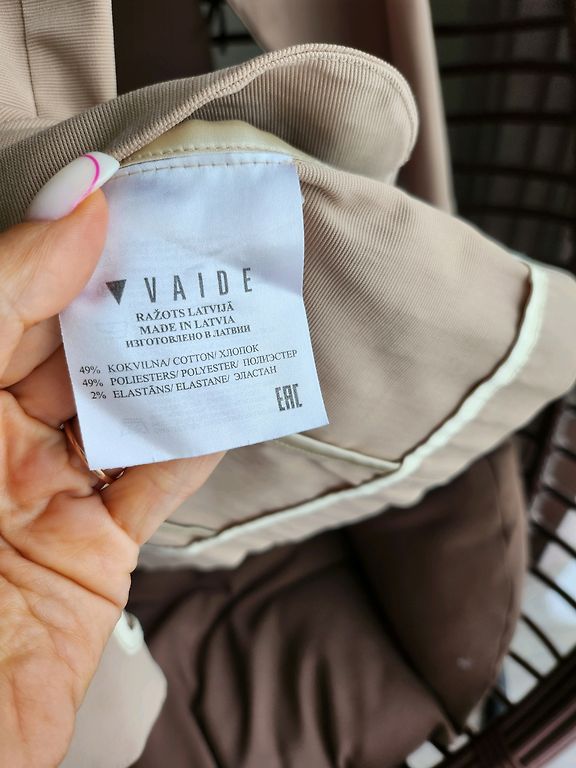 VAIDE
RAŽOTS LATVIJĀ
MADE IN LATVIA
ИЗГОТОВЛЕНО В ЛАТВИИ
49% KOKVILNA/ COTTON/ ХЛОПОК
49% POLIESTERS/ POLYESTER/ ПОЛИЭСТЕР
2% ELASTĀNS/ ELASTANE/ ЭЛАСТАН
EAC